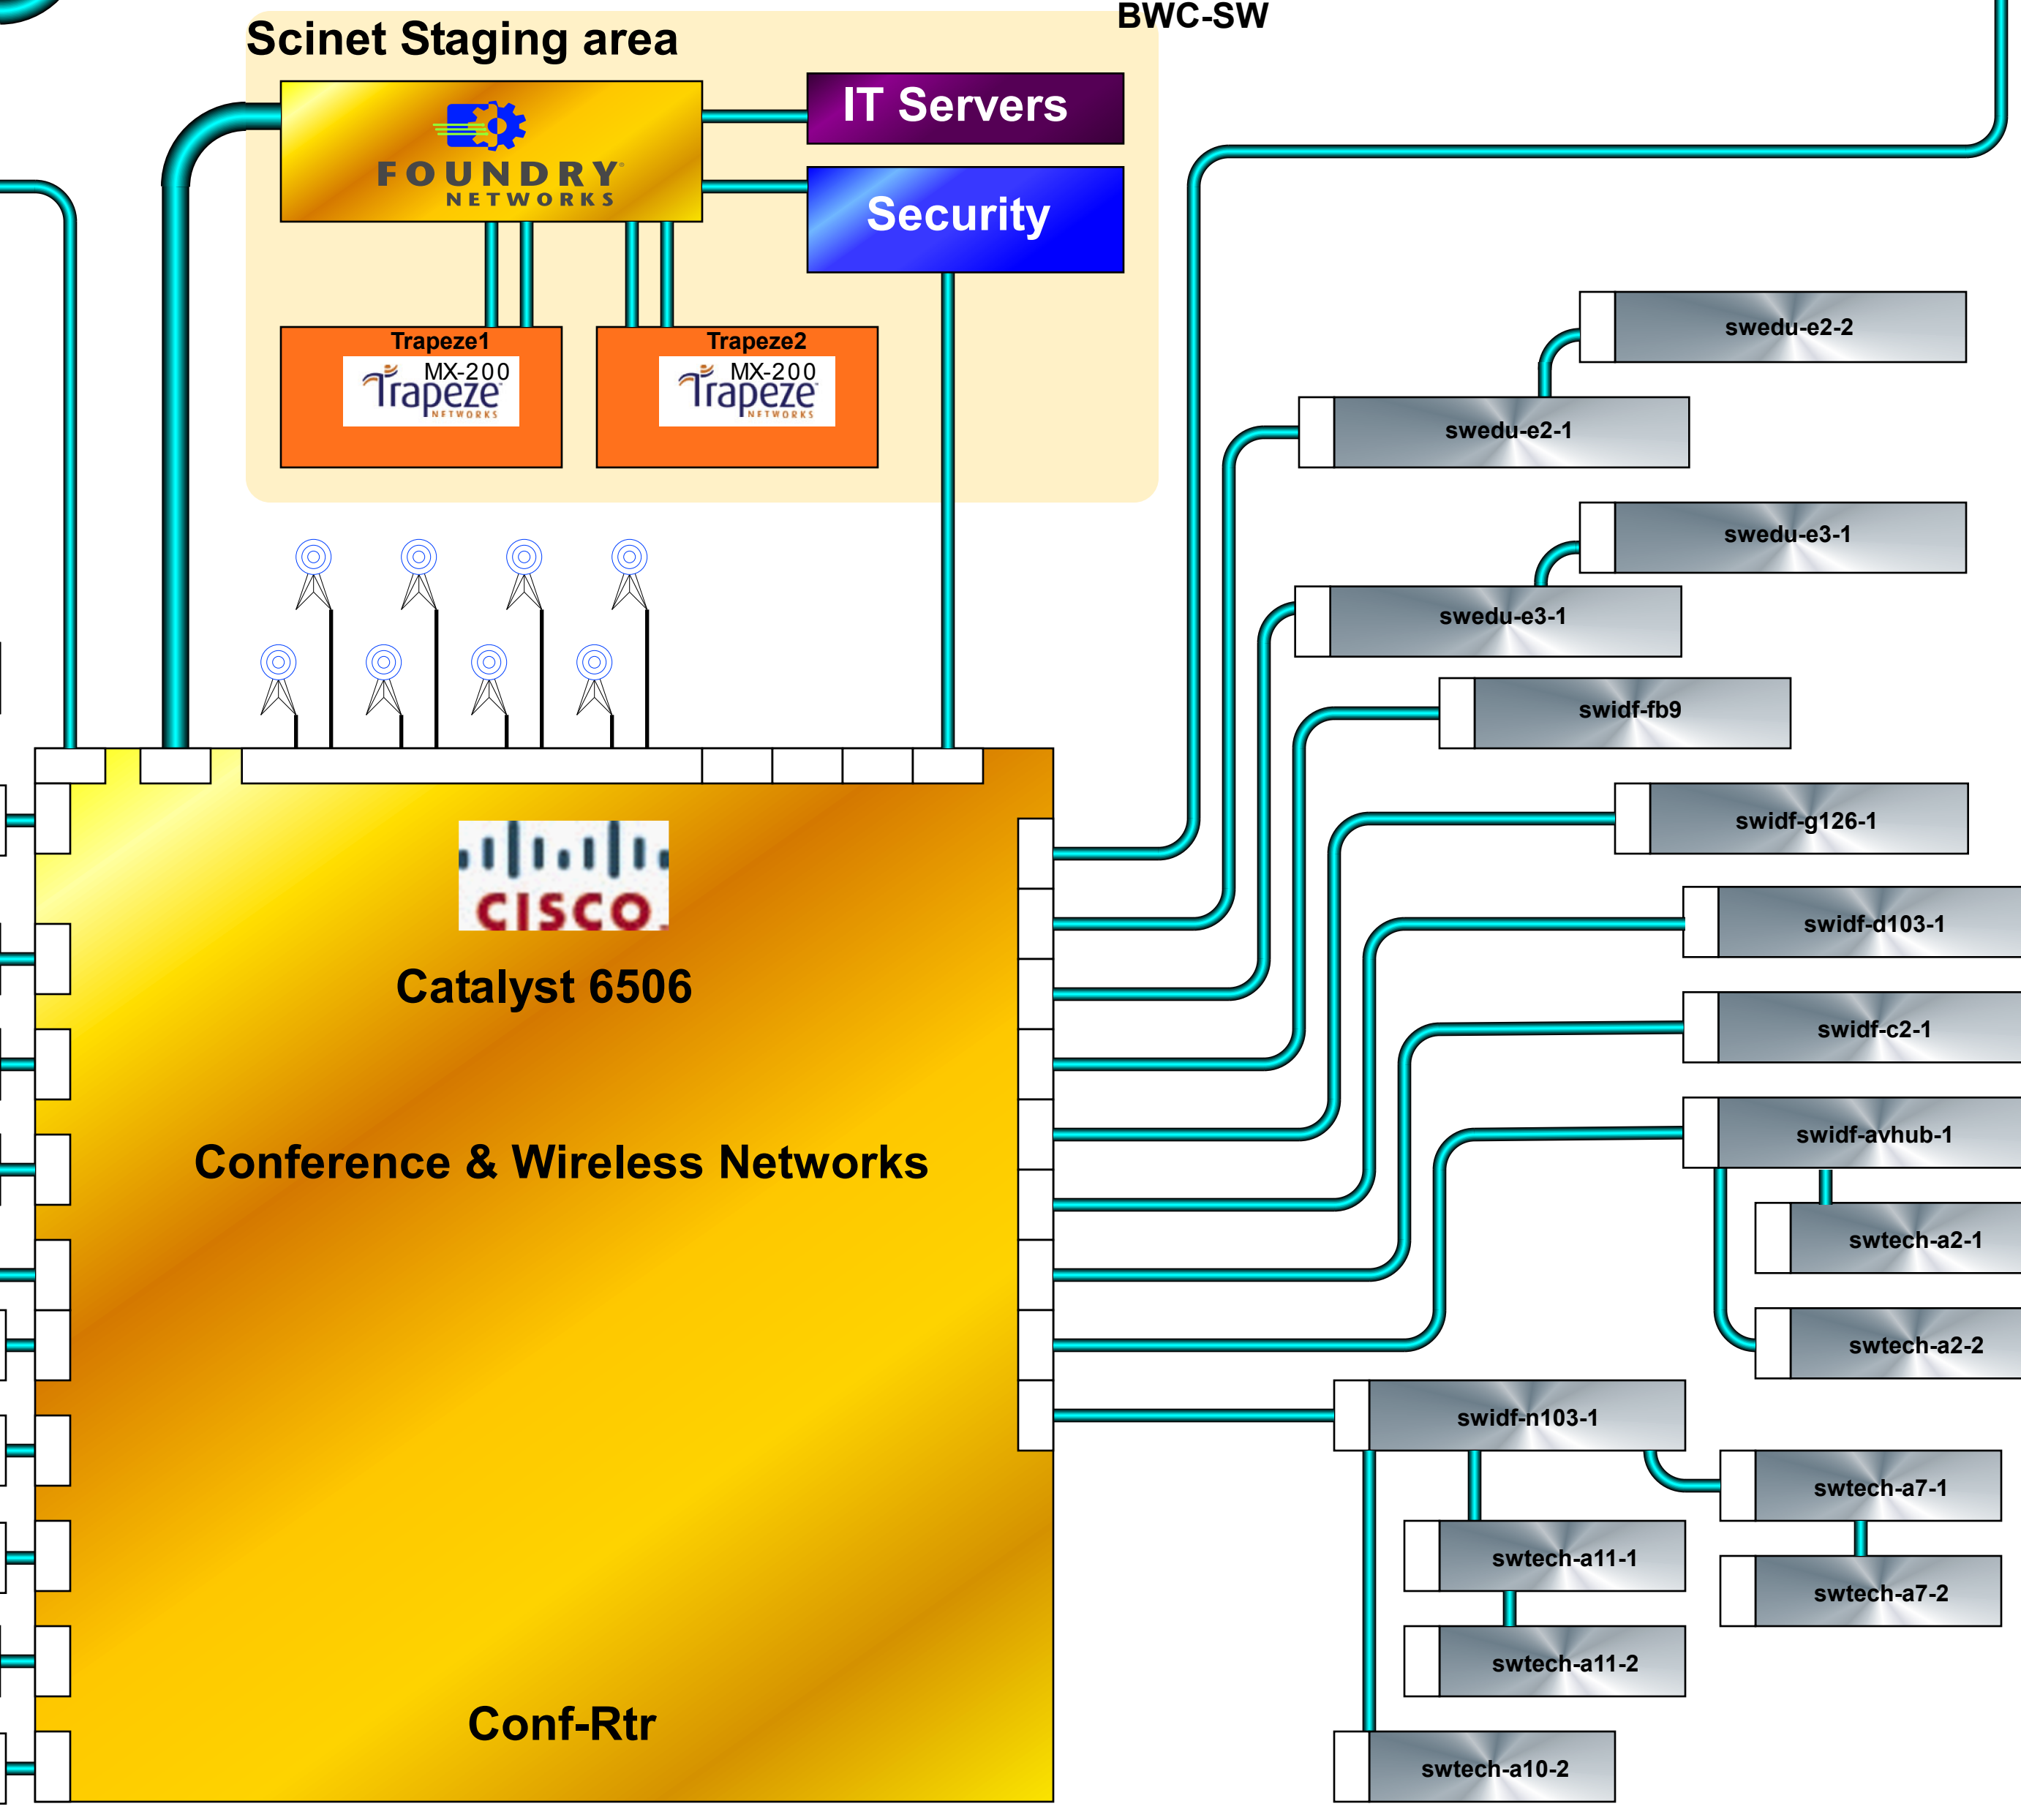 BWC-SW
Scinet Staging area
FOUNDRY®
NETWORKS
IT Servers
Security
Trapeze1
MX-200
Trapeze™
NETWORKS
Trapeze2
MX-200
Trapeze™
NETWORKS
swedu-e2-2
swedu-e2-1
swedu-e3-1
swedu-e3-1
swidf-fb9
swidf-g126-1
CISCO.
Catalyst 6506
Conference & Wireless Networks
Conf-Rtr
swidf-d103-1
swidf-c2-1
swidf-avhub-1
swtech-a2-1
swtech-a2-2
swidf-n103-1
swtech-a7-1
swtech-a11-1
swtech-a7-2
swtech-a11-2
swtech-a10-2